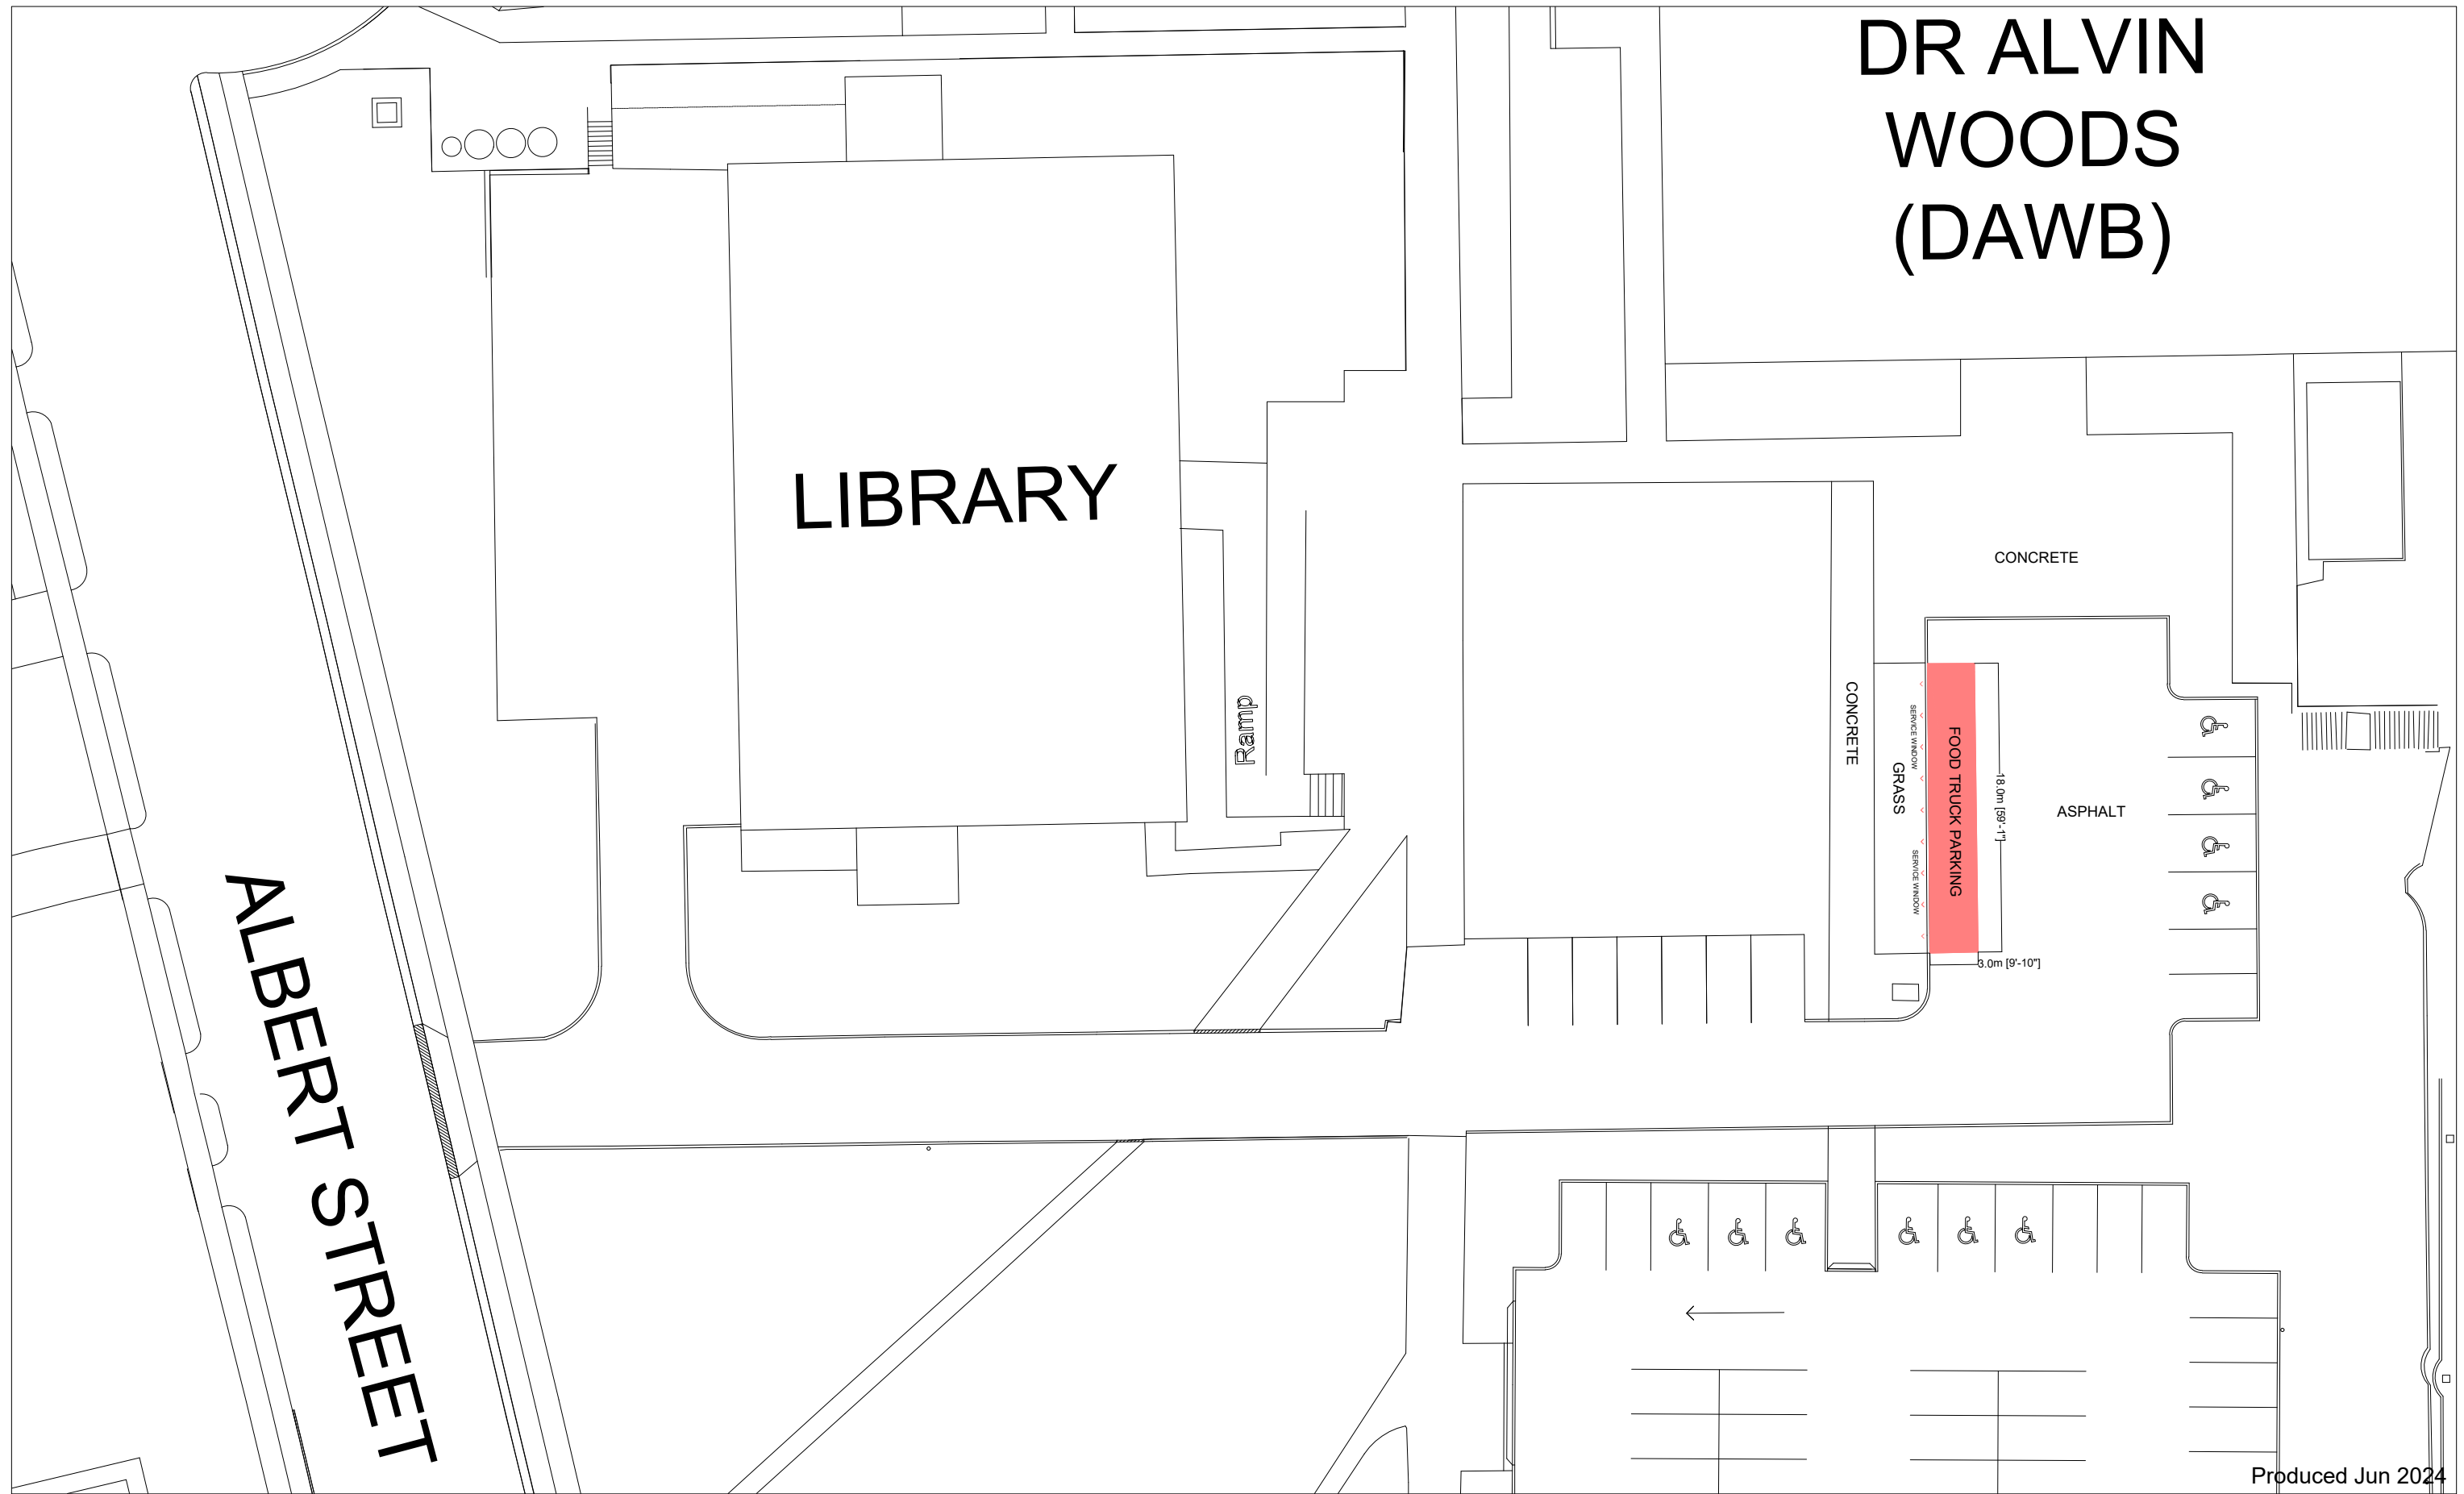 DR ALVIN
WOODS
(DAWB)
LIBRARY
CONCRETE
Ramp
CONCRETE
GRASS
SERVICE WINDOW
SERVICE WINDOW
FOOD TRUCK PARKING
18.0m [59'-1"]
3.0m [9'-10"]
ASPHALT
ALBERT STREET
Produced Jun 2024